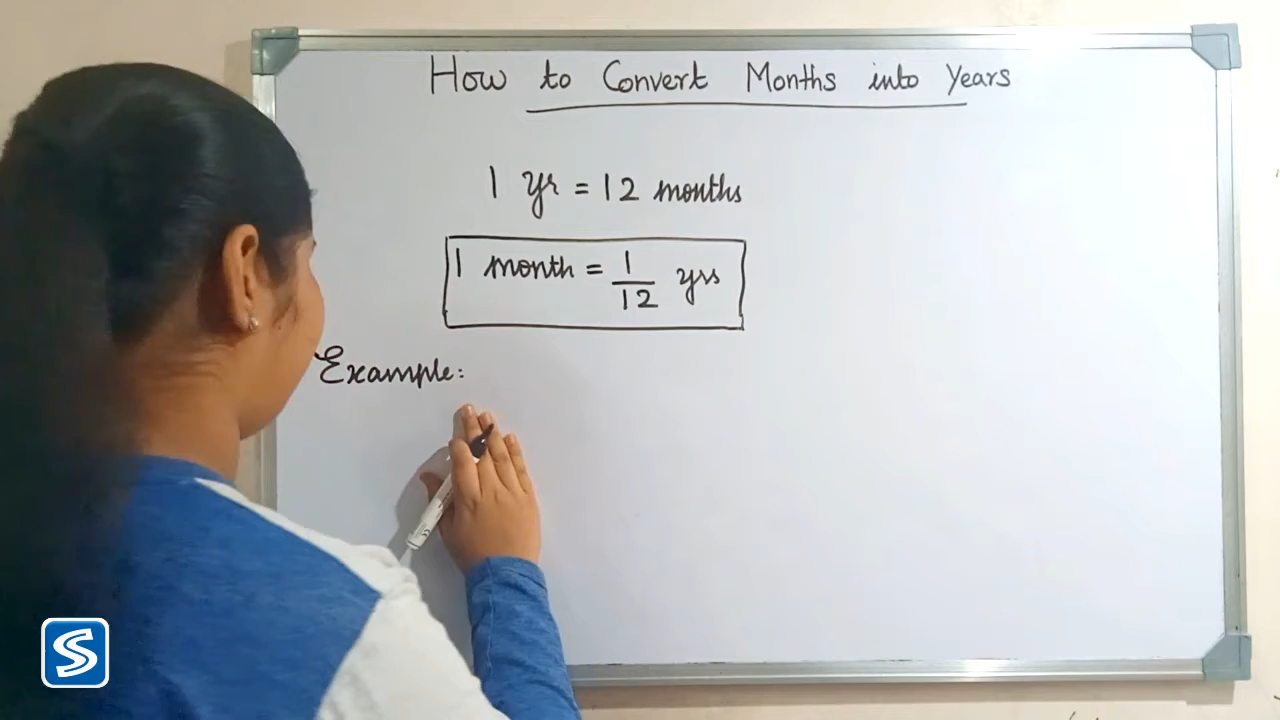 How to Convert Months into Years
1 yr = 12 months
1 month = 1/12 yrs
Example:
S